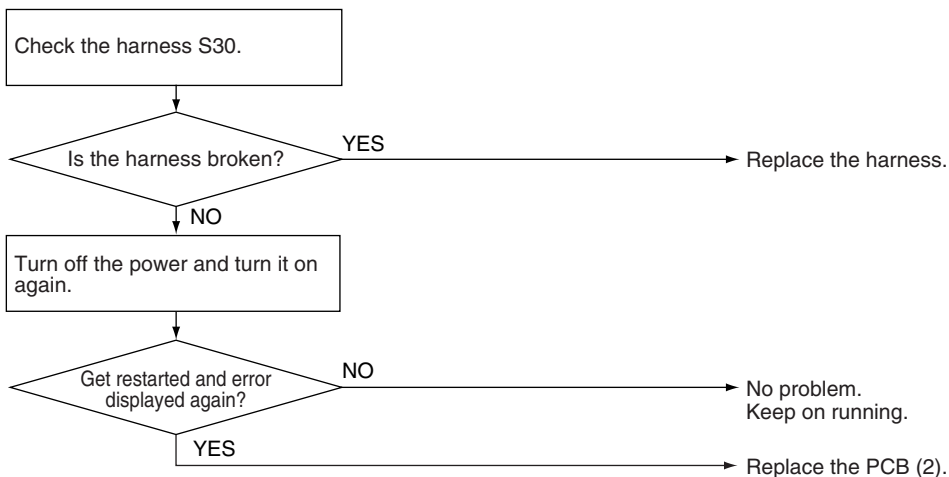 Check the harness S30.
Is the harness broken?
YES
Replace the harness.
NO
Turn off the power and turn it on
again.
Get restarted and error
displayed again?
NO
No problem.
Keep on running.
YES
Replace the PCB (2).